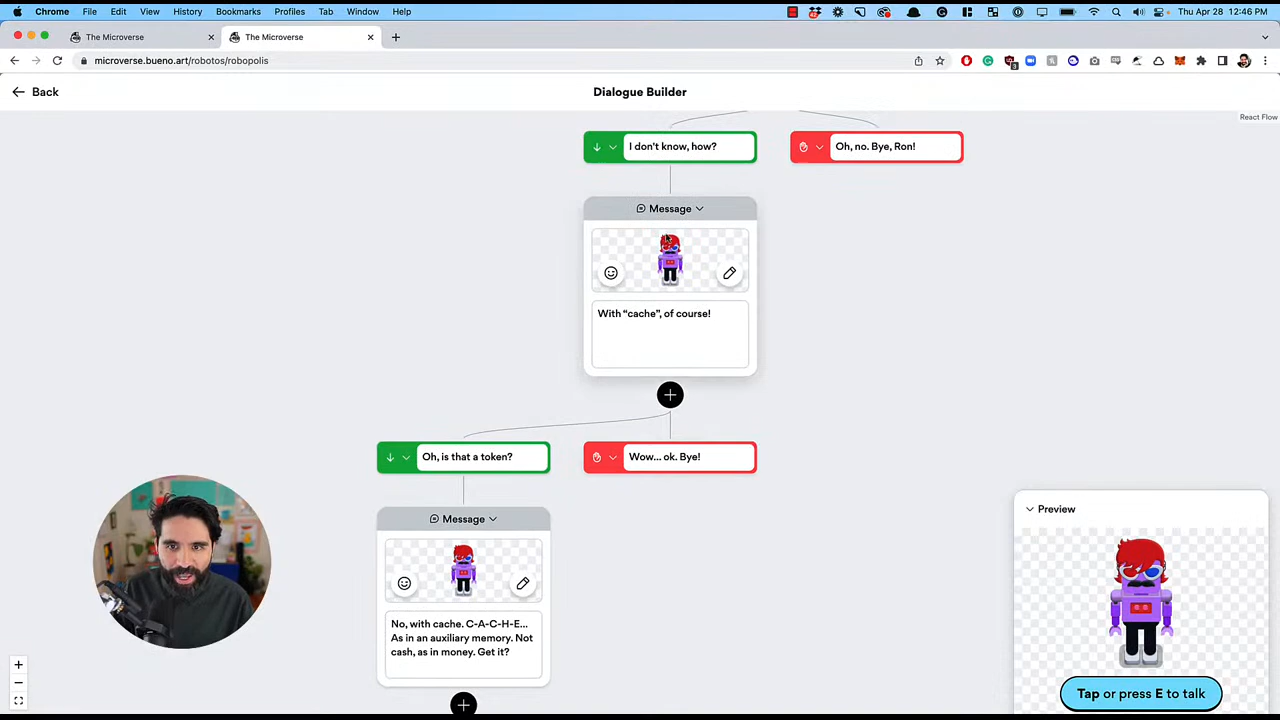 Chrome File Edit View History Bookmarks Profiles Tab Window Help
Thu Apr 28 12:46 PM
The Microverse
The Microverse
microverse.bueno.art/robotos/robopolis
Back
Dialogue Builder
React Flow
I don't know, how?
Oh, no. Bye, Ron!
Message
With “cache”, of course!
Oh, is that a token?
Wow... ok. Bye!
Message
No, with cache. C-A-C-H-E...
As in an auxiliary memory. Not
cash, as in money. Get it?
Preview
Tap or press E to talk